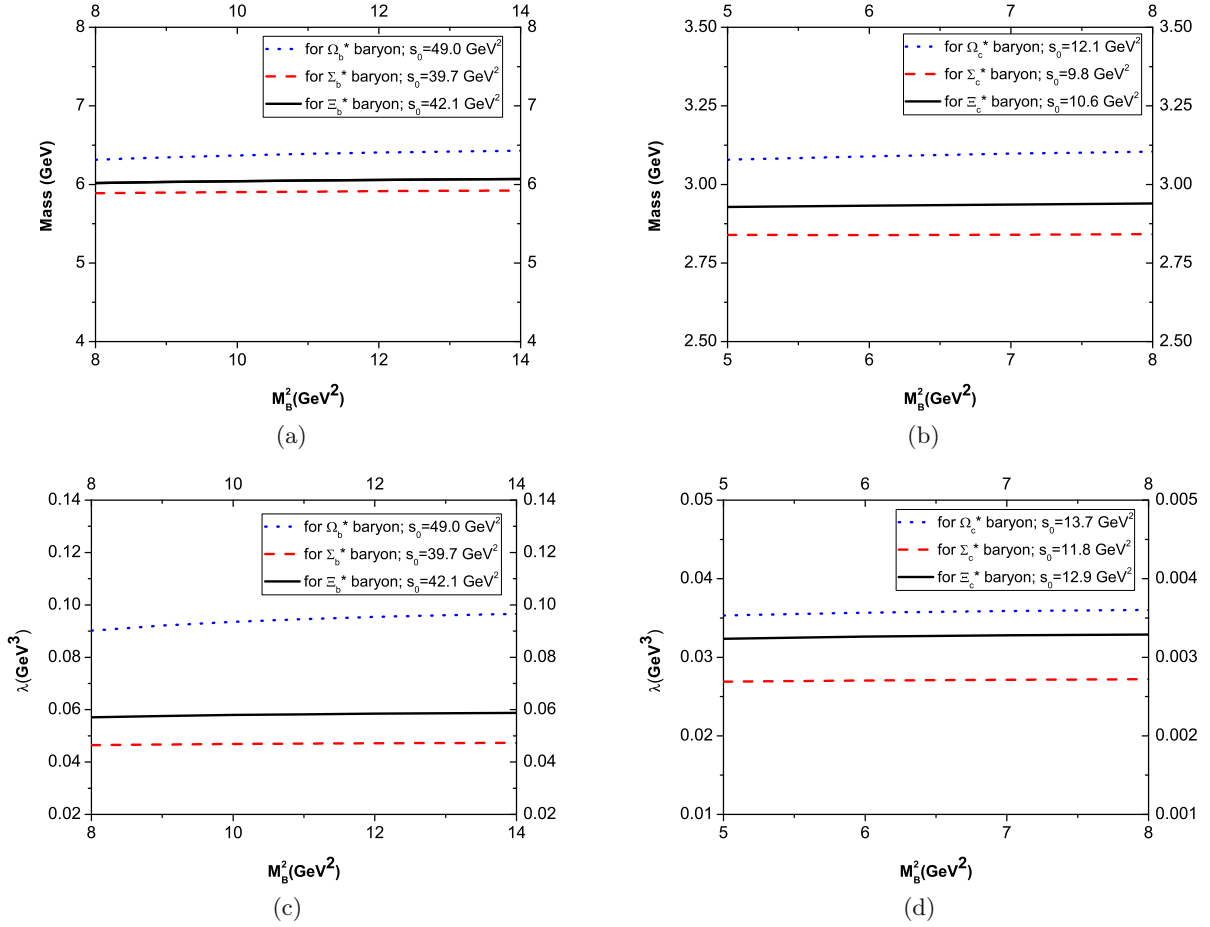 8 10 12 14
8 8
for Ω_b* baryon; s_0=49.0 GeV^2
for Σ_b* baryon; s_0=39.7 GeV^2
for Ξ_b* baryon; s_0=42.1 GeV^2
7 7
6 6
5 5
4 4
Mass (GeV)
8 10 12 14
M_B^2(GeV^2)
(a)
5 6 7 8
3.50 3.50
for Ω_c* baryon; s_0=12.1 GeV^2
for Σ_c* baryon; s_0=9.8 GeV^2
for Ξ_c* baryon; s_0=10.6 GeV^2
3.25 3.25
3.00 3.00
2.75 2.75
2.50 2.50
Mass (GeV)
5 6 7 8
M_B^2(GeV^2)
(b)
8 10 12 14
0.14 0.14
for Ω_b* baryon; s_0=49.0 GeV^2
for Σ_b* baryon; s_0=39.7 GeV^2
for Ξ_b* baryon; s_0=42.1 GeV^2
0.12 0.12
0.10 0.10
0.08 0.08
0.06 0.06
0.04 0.04
0.02 0.02
λ(GeV^3)
8 10 12 14
M_B^2(GeV^2)
(c)
5 6 7 8
0.05 0.005
for Ω_c* baryon; s_0=13.7 GeV^2
for Σ_c* baryon; s_0=11.8 GeV^2
for Ξ_c* baryon; s_0=12.9 GeV^2
0.04 0.004
0.03 0.003
0.02 0.002
0.01 0.001
λ(GeV^3)
5 6 7 8
M_B^2(GeV^2)
(d)